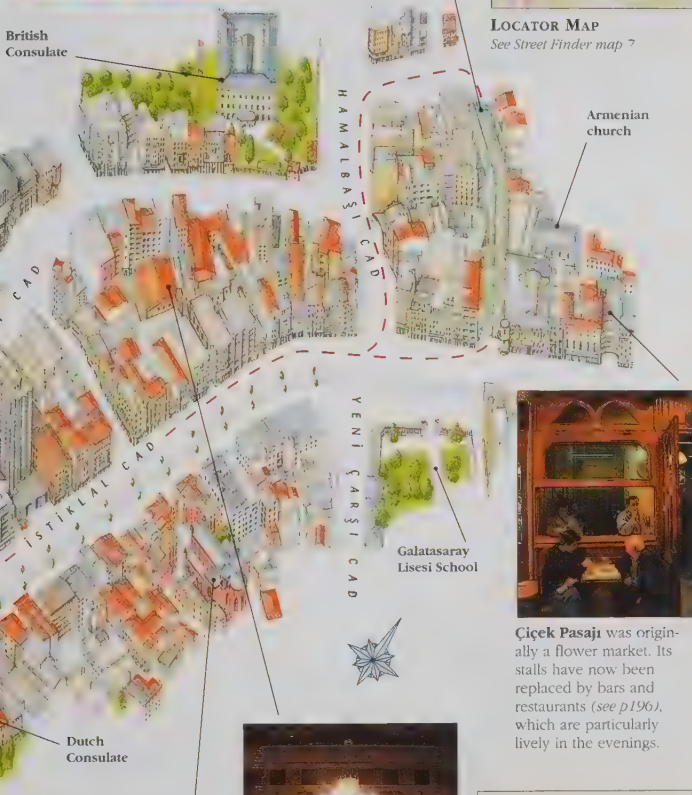 British
Consulate
LOCATOR MAP
See Street Finder map 7
Armenian
church
HAMALBAŞI CAD
CAD
İSTİKLAL CAD
YENİ ÇARŞI CAD
Galatasaray
Lisesi School
Çiçek Pasajı was origin-
ally a flower market. Its
stalls have now been
replaced by bars and
restaurants (see p196),
which are particularly
lively in the evenings.
Dutch
Consulate